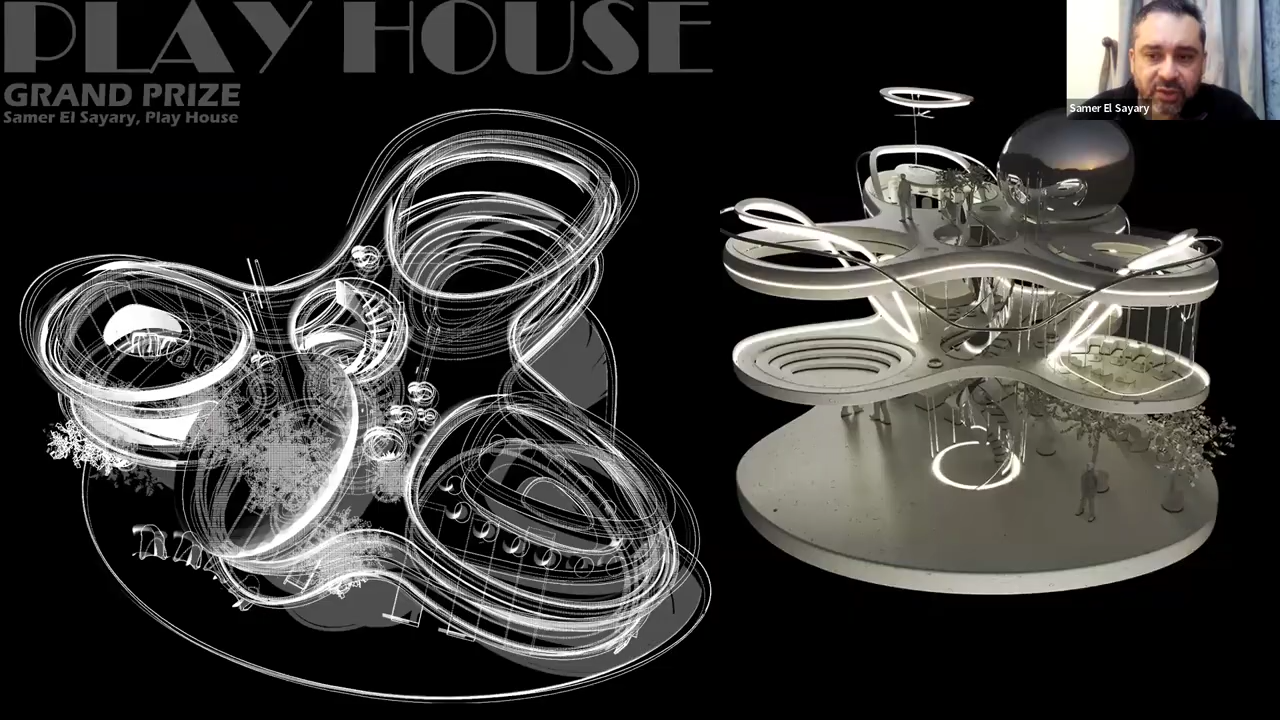 PLAY HOUSE
GRAND PRIZE
Samer El Sayary, Play House
Samer El Sayary